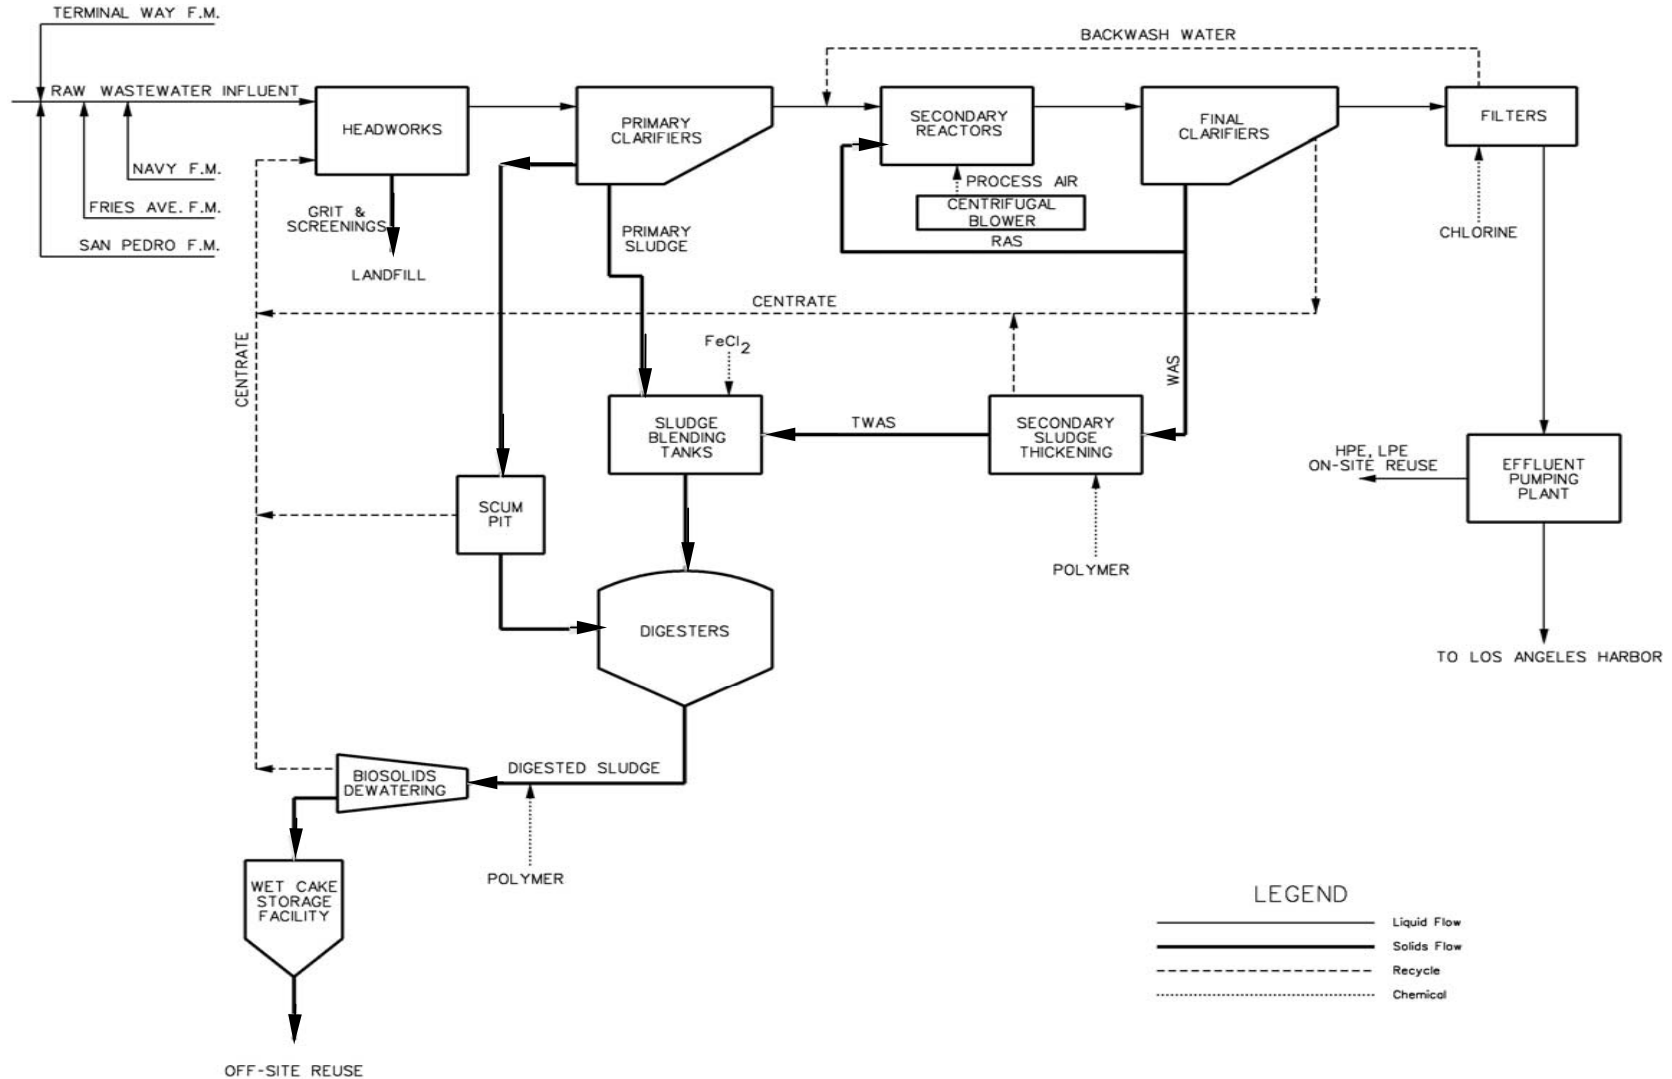 TERMINAL WAY F.M.
BACKWASH WATER
RAW WASTEWATER INFLUENT
HEADWORKS
PRIMARY
CLARIFIERS
SECONDARY
REACTORS
FINAL
CLARIFIERS
FILTERS
NAVY F.M.
FRIES AVE. F.M.
SAN PEDRO F.M.
GRIT &
SCREENINGS
LANDFILL
PRIMARY
SLUDGE
PROCESS AIR
CENTRIFUGAL
BLOWER
RAS
CHLORINE
CENTRATE
CENTRATE
FeCl2
WAS
SLUDGE
BLENDING
TANKS
TWAS
SECONDARY
SLUDGE
THICKENING
HPE, LPE
ON-SITE REUSE
EFFLUENT
PUMPING
PLANT
SCUM
PIT
POLYMER
DIGESTERS
TO LOS ANGELES HARBOR
BIOSOLIDS
DEWATERING
DIGESTED SLUDGE
POLYMER
WET CAKE
STORAGE
FACILITY
OFF-SITE REUSE
LEGEND
Liquid Flow
Solids Flow
Recycle
Chemical